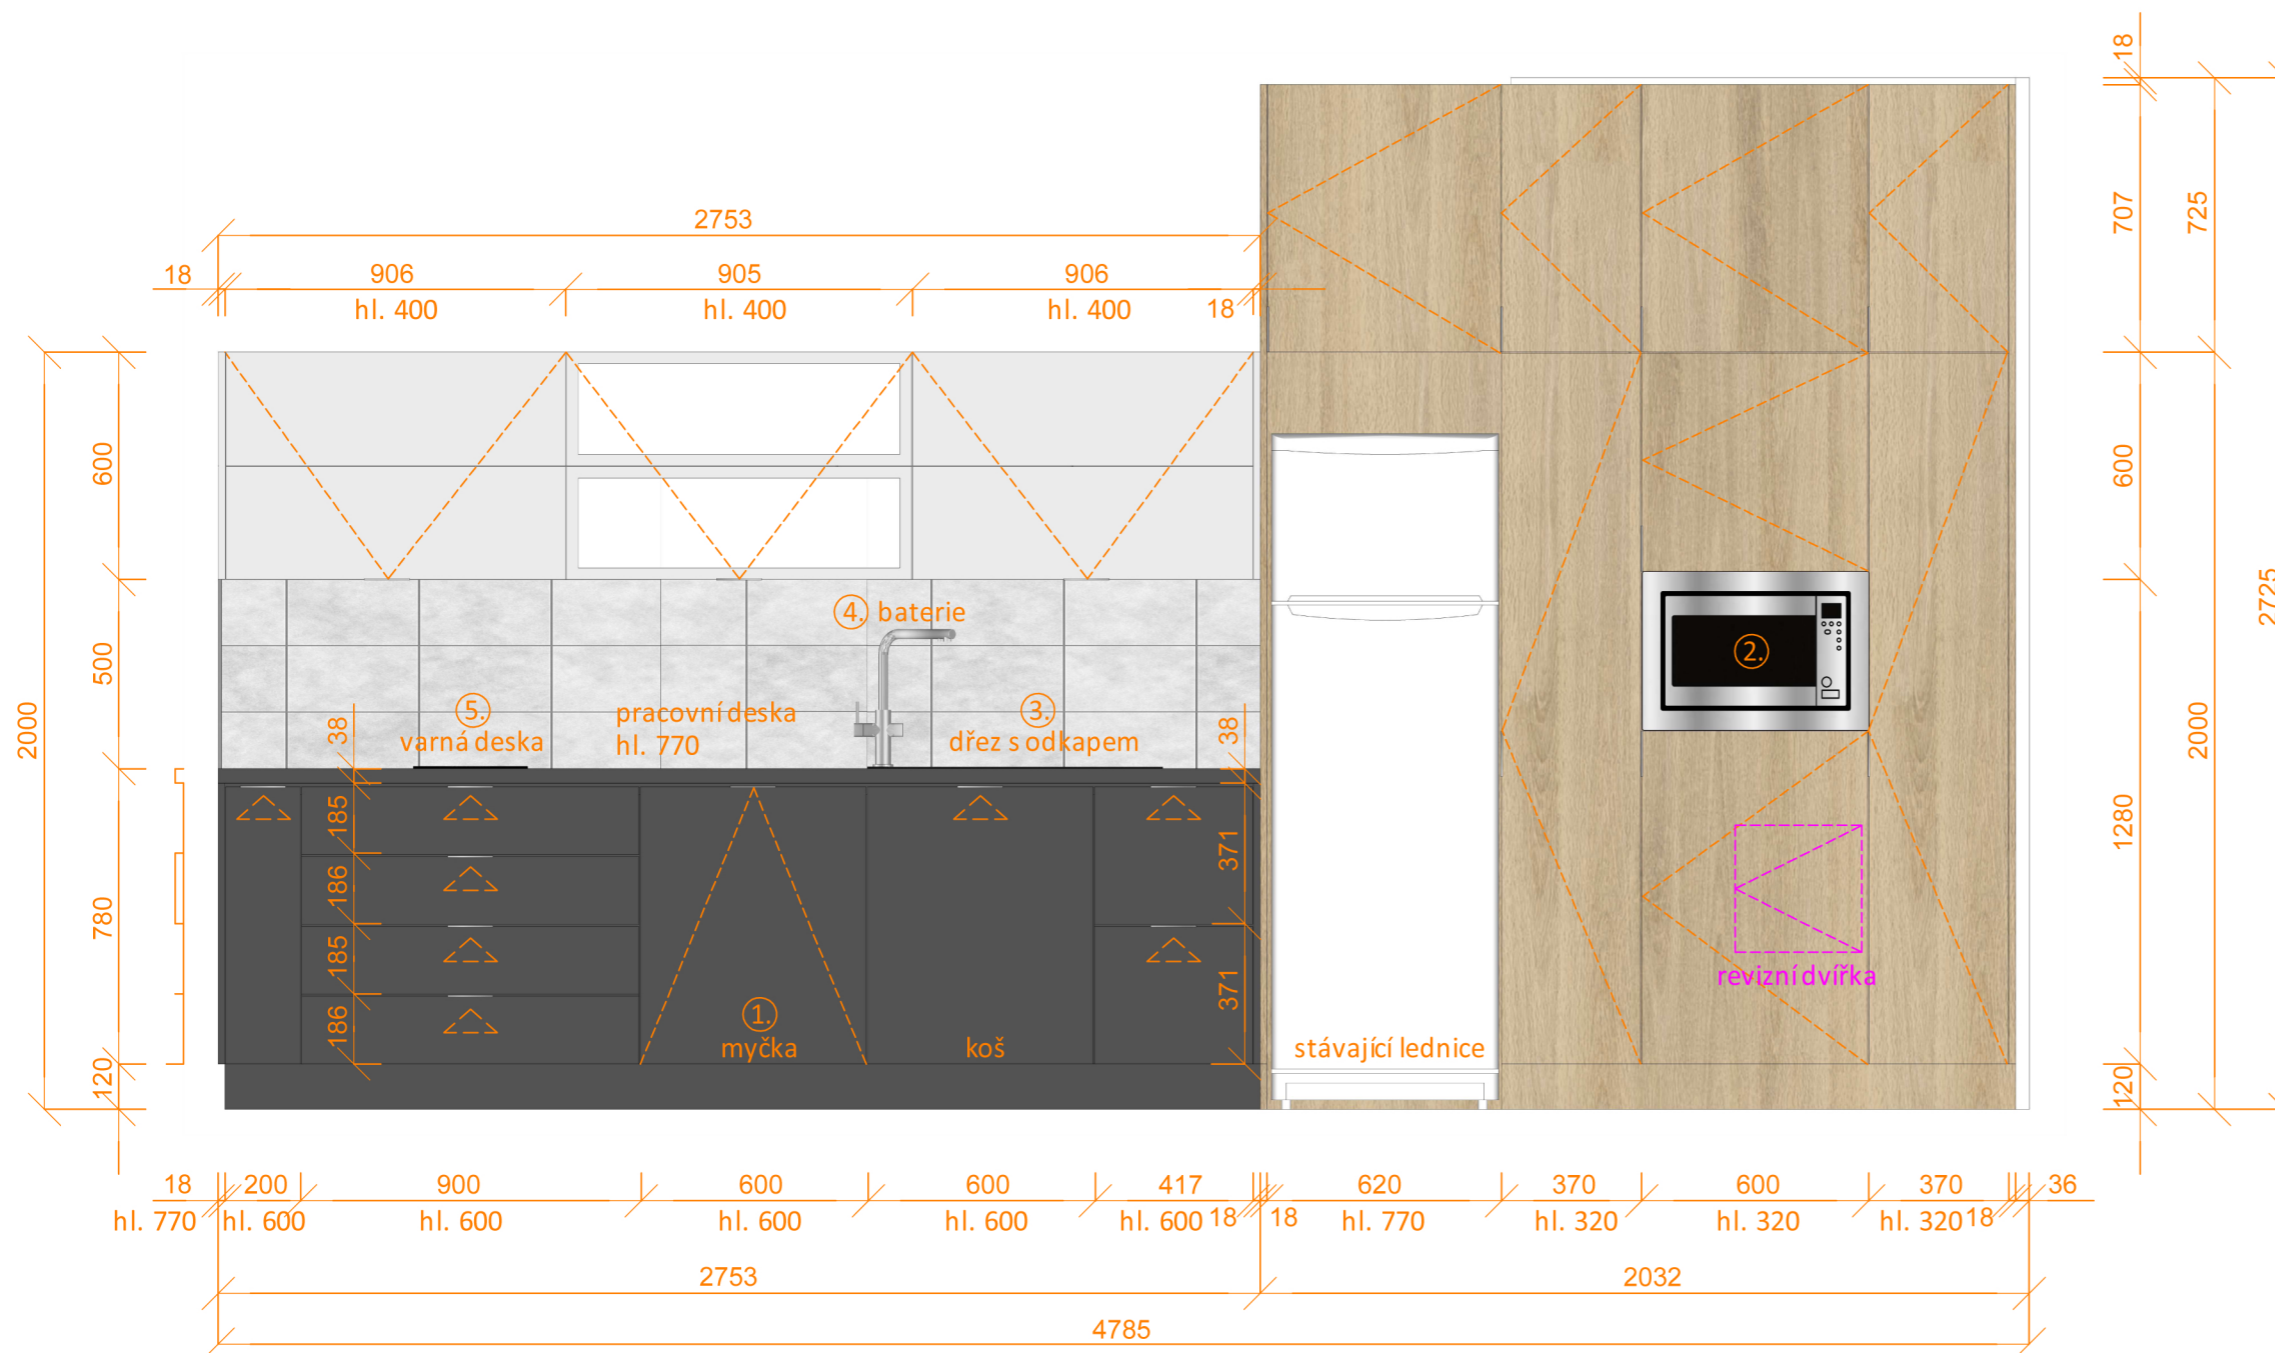 18
2753
707
725
18
906
905
906
hl. 400
hl. 400
hl. 400
18
600
600
500
4. baterie
2.
2725
5.
pracovní deska
3.
2000
38
varná deska
hl. 770
dřez s odkapem
38
2000
185
371
1280
186
780
185
revizní dvířka
371
186
1.
myčka
koš
stávající lednice
120
120
18
200
900
600
600
417
620
370
600
370
36
hl. 770
hl. 600
hl. 600
hl. 600
hl. 600
hl. 600
18
18
hl. 770
hl. 320
hl. 320
hl. 320
18
2753
2032
4785